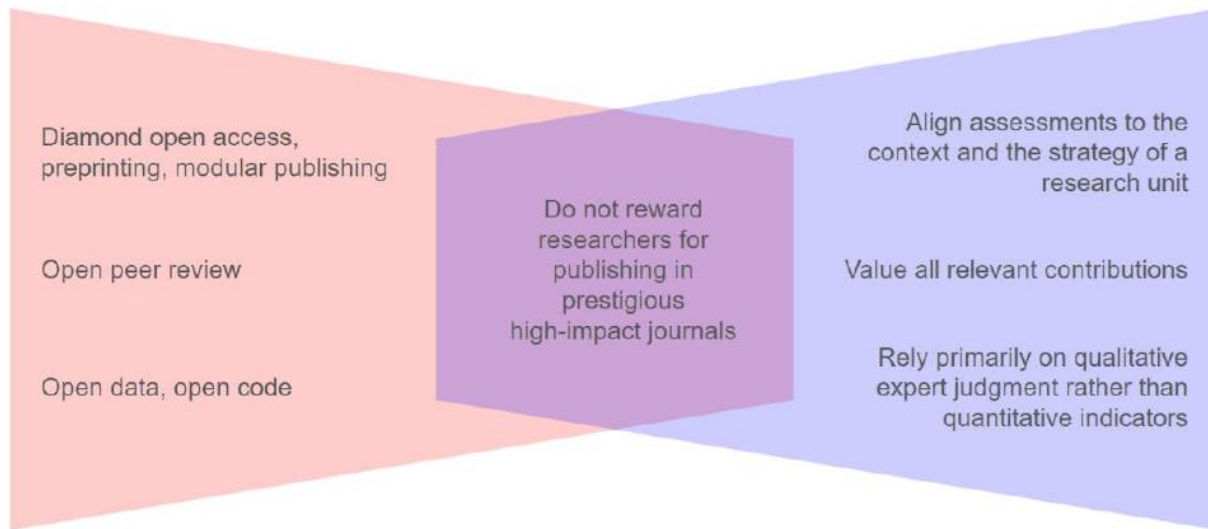 Diamond open access,
preprinting, modular publishing
Open peer review
Open data, open code
Do not reward
researchers for
publishing in
prestigious
high-impact journals
Align assessments to the
context and the strategy of a
research unit
Value all relevant contributions
Rely primarily on qualitative
expert judgment rather than
quantitative indicators